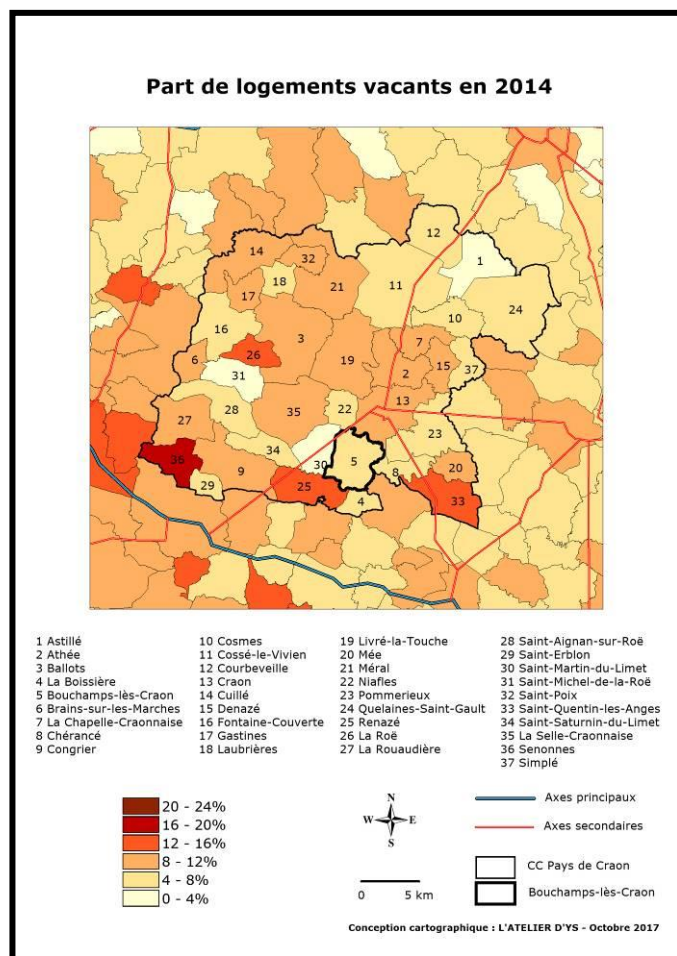 Part de logements vacants en 2014
12
1
14
32
18
21
11
24
17
10
16
3
7
26
19
6
2
15
37
31
13
28
35
22
27
23
34
36
9
30
5
8
20
29
25
4
33
1 Astillé
2 Athée
3 Ballots
4 La Boissière
5 Bouchamps-lès-Craon
6 Brains-sur-les-Marches
7 La Chapelle-Craonnaise
8 Chérancé
9 Congrier
10 Cosmes
11 Cossé-le-Vivien
12 Courbeveille
13 Craon
14 Cuillé
15 Denazé
16 Fontaine-Couverte
17 Gastines
18 Laubrières
19 Livré-la-Touche
20 Mée
21 Méral
22 Niafles
23 Pommerieux
24 Quelaines-Saint-Gault
25 Renazé
26 La Roë
27 La Rouaudière
28 Saint-Aignan-sur-Roë
29 Saint-Erblon
30 Saint-Martin-du-Limet
31 Saint-Michel-de-la-Roë
32 Saint-Poix
33 Saint-Quentin-les-Anges
34 Saint-Saturnin-du-Limet
35 La Selle-Craonnaise
36 Senonnes
37 Simplé
20 - 24%
16 - 20%
12 - 16%
8 - 12%
4 - 8%
0 - 4%
N
W E
S
0 5 km
Axes principaux
Axes secondaires
CC Pays de Craon
Bouchamps-lès-Craon
Conception cartographique : L'ATELIER D'YS - Octobre 2017